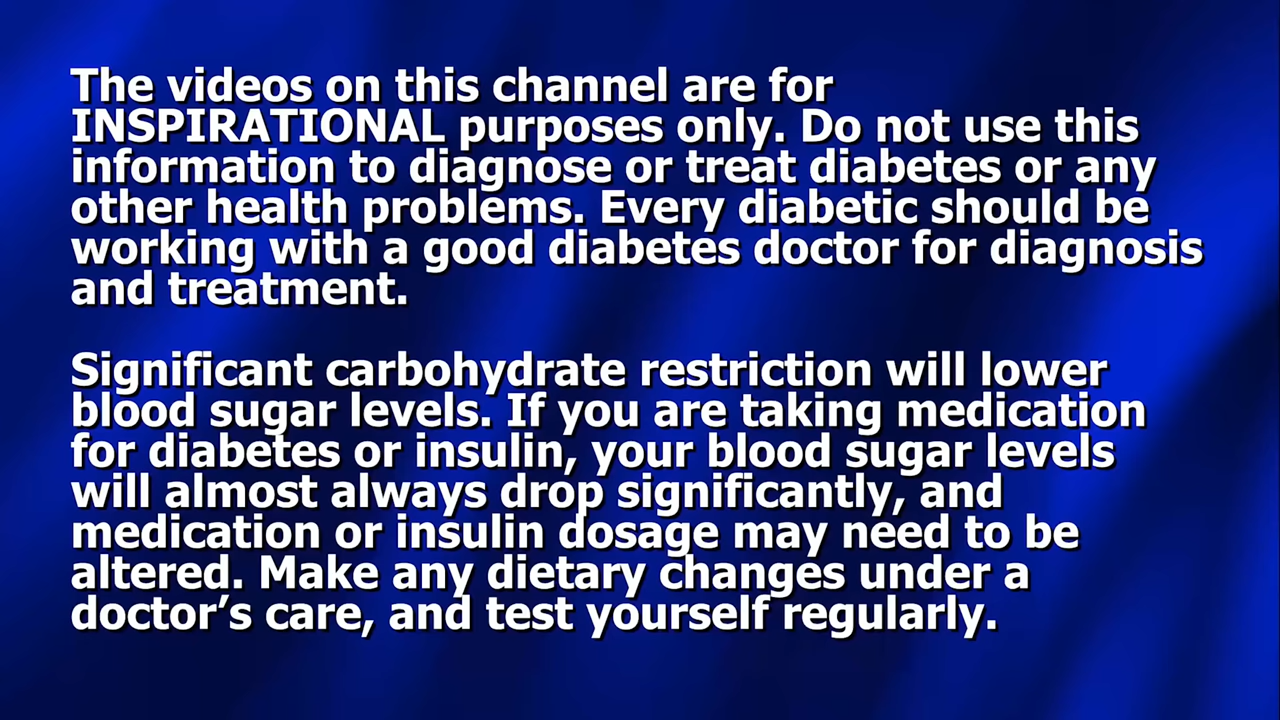 The videos on this channel are for
INSPIRATIONAL purposes only. Do not use this
information to diagnose or treat diabetes or any
other health problems. Every diabetic should be
working with a good diabetes doctor for diagnosis
and treatment.
Significant carbohydrate restriction will lower
blood sugar levels. If you are taking medication
for diabetes or insulin, your blood sugar levels
will almost always drop significantly, and
medication or insulin dosage may need to be
altered. Make any dietary changes under a
doctor’s care, and test yourself regularly.